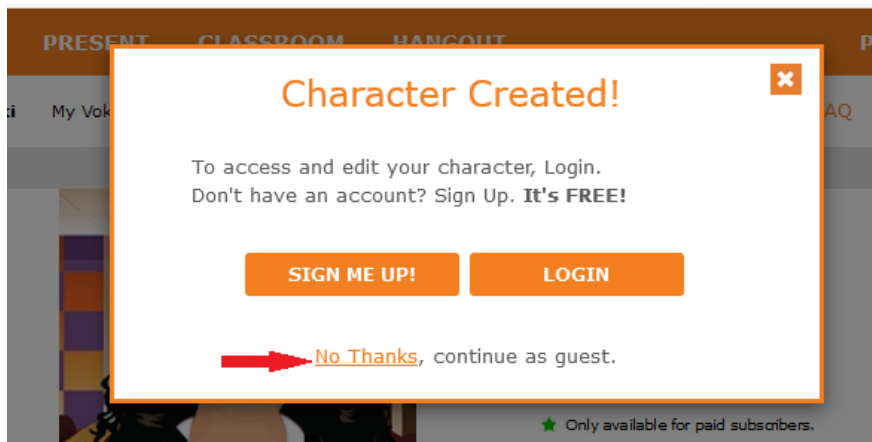 PRESENT CLASSROOM HANGOUT
Character Created!
My Vok
AQ
To access and edit your character, Login.
Don't have an account? Sign Up. It's FREE!
SIGN ME UP! LOGIN
No Thanks, continue as guest.
Only available for paid subscribers.